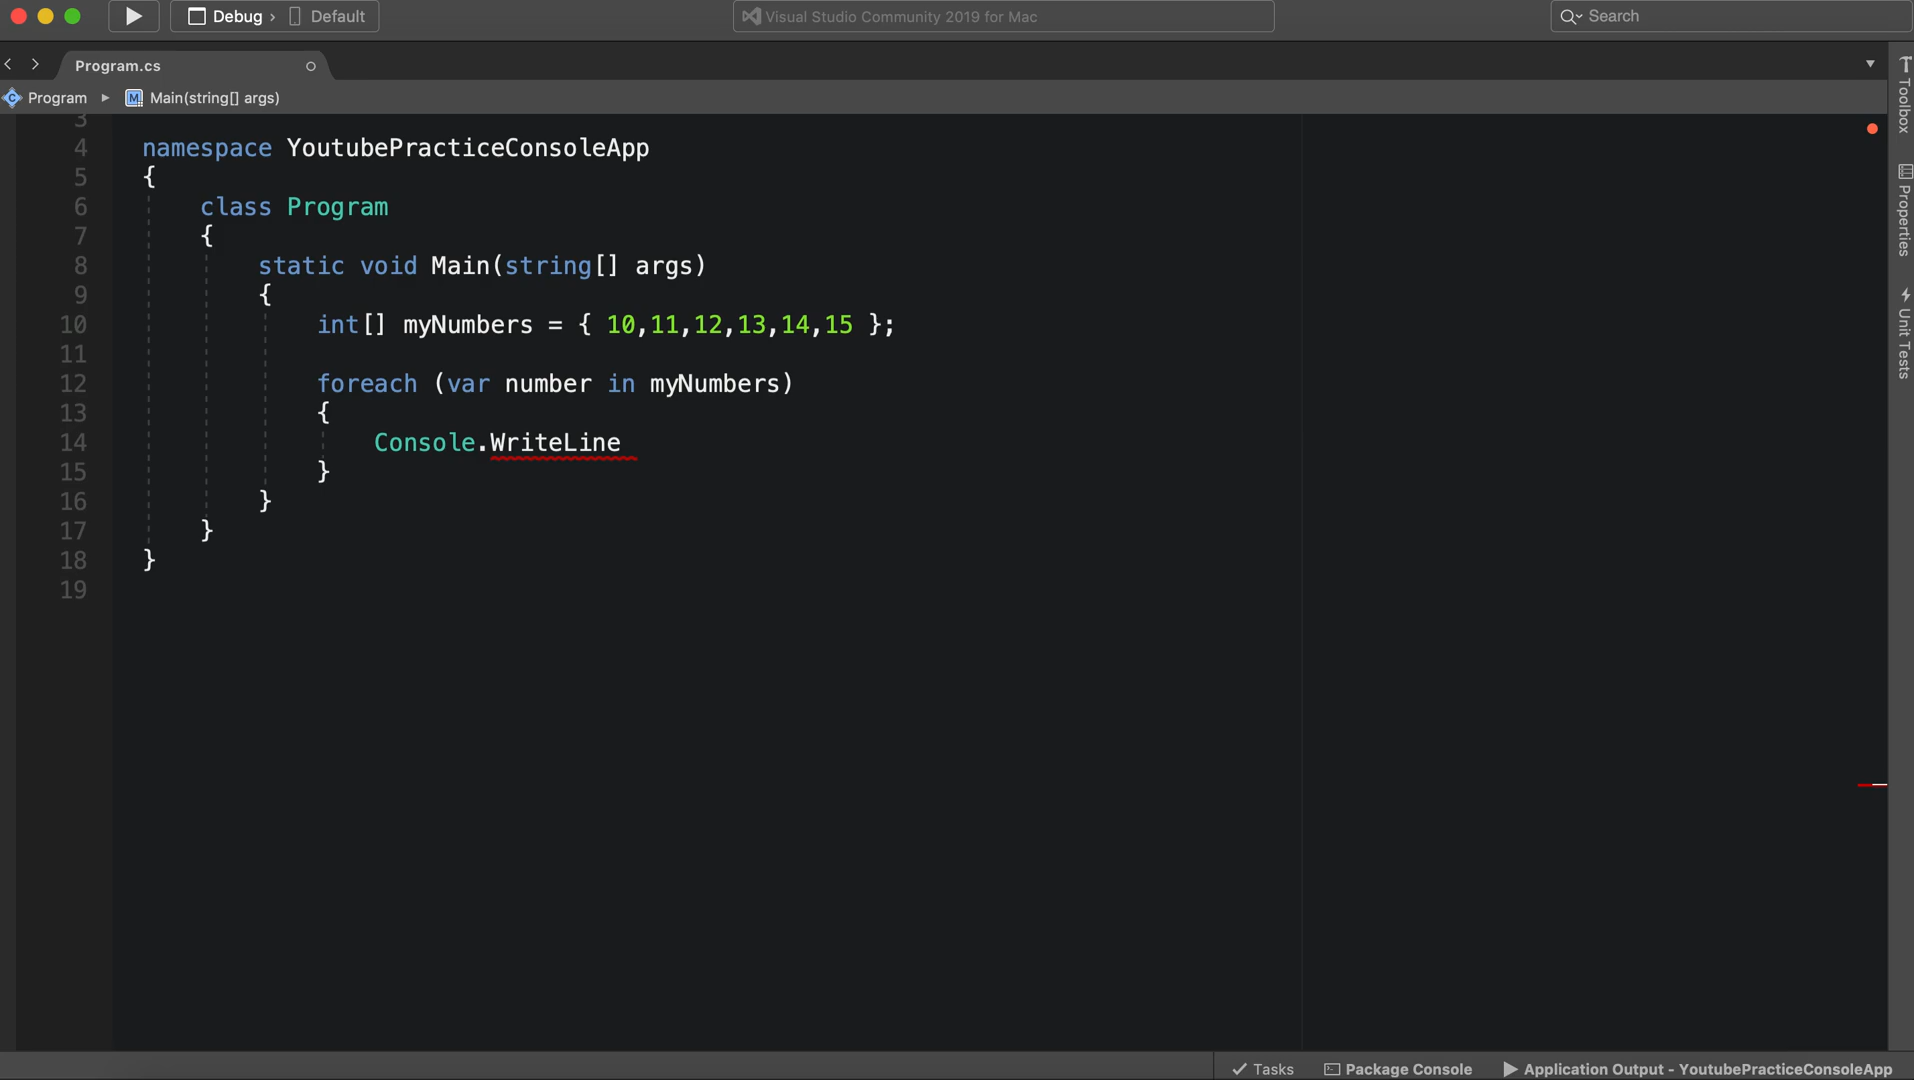 Debug › Default
Visual Studio Community 2019 for Mac
Search
Program.cs
Program ▸ Main(string[] args)
3
4 namespace YoutubePracticeConsoleApp
5 {
6 class Program
7 {
8 static void Main(string[] args)
9 {
10 int[] myNumbers = { 10,11,12,13,14,15 };
11
12 foreach (var number in myNumbers)
13 {
14 Console.WriteLine
15 }
16 }
17 }
18 }
19
Toolbox
Properties
Unit Tests
Tasks
Package Console
Application Output - YoutubePracticeConsoleApp